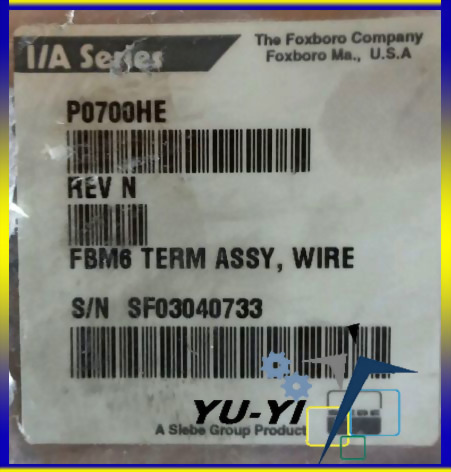 I/A Series
The Foxboro Company
Foxboro Ma., U.S.A
P0700HE
REV N
FBM6 TERM ASSY, WIRE
S/N SF03040733
YU-YI
A Siebe Group Product